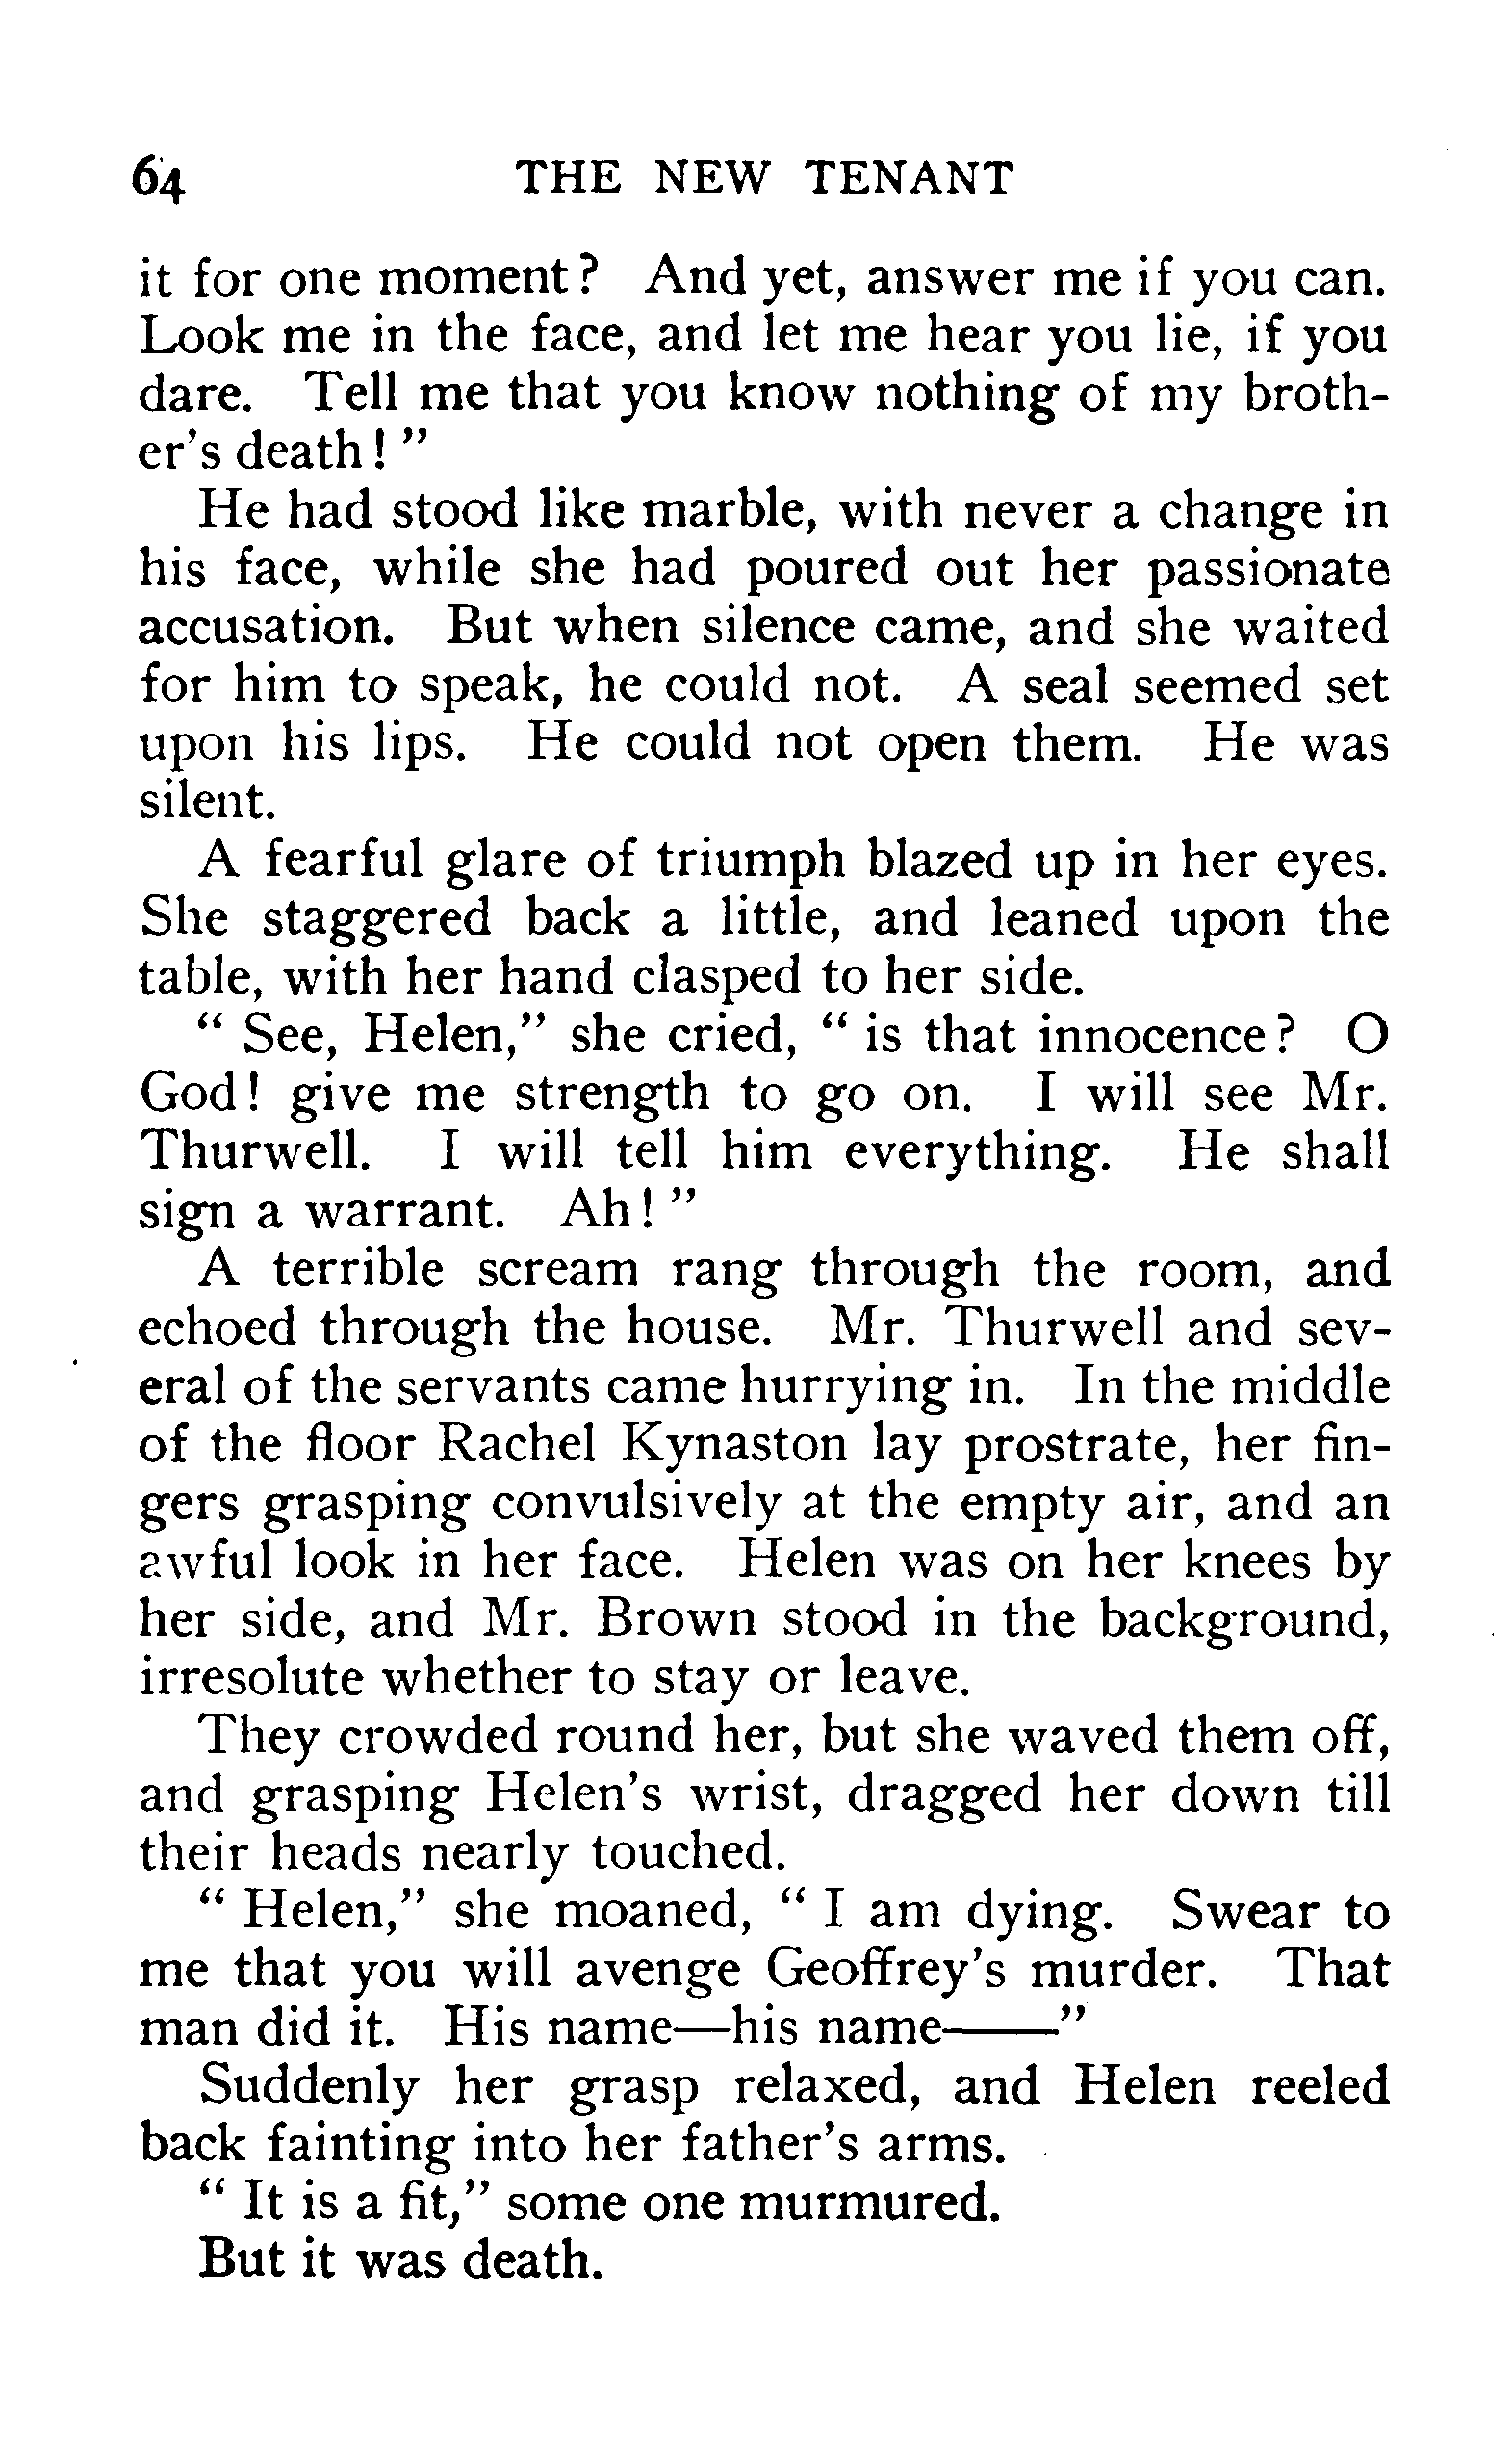 64 THE NEW TENANT
it for one moment? And yet, answer me if you can.
Look me in the face, and let me hear you lie, if you
dare. Tell me that you know nothing of my broth-
er's death!"
He had stood like marble, with never a change in
his face, while she had poured out her passionate
accusation. But when silence came, and she waited
for him to speak, he could not. A seal seemed set
upon his lips. He could not open them. He was
silent.
A fearful glare of triumph blazed up in her eyes.
She staggered back a little, and leaned upon the
table, with her hand clasped to her side.
"See, Helen," she cried, "is that innocence? O
God! give me strength to go on. I will see Mr.
Thurwell. I will tell him everything. He shall
sign a warrant. Ah!"
A terrible scream rang through the room, and
echoed through the house. Mr. Thurwell and sev-
eral of the servants came hurrying in. In the middle
of the floor Rachel Kynaston lay prostrate, her fin-
gers grasping convulsively at the empty air, and an
awful look in her face. Helen was on her knees by
her side, and Mr. Brown stood in the background,
irresolute whether to stay or leave.
They crowded round her, but she waved them off,
and grasping Helen's wrist, dragged her down till
their heads nearly touched.
"Helen," she moaned, "I am dying. Swear to
me that you will avenge Geoffrey's murder. That
man did it. His name—his name——"
Suddenly her grasp relaxed, and Helen reeled
back fainting into her father's arms.
"It is a fit," some one murmured.
But it was death.